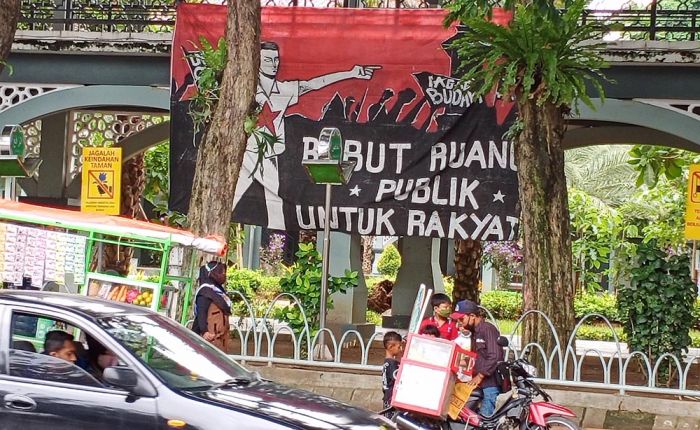 REBUT RUANG
PUBLIK
UNTUK RAKYAT
JAGALAH
KEINDAHAN
TAMAN